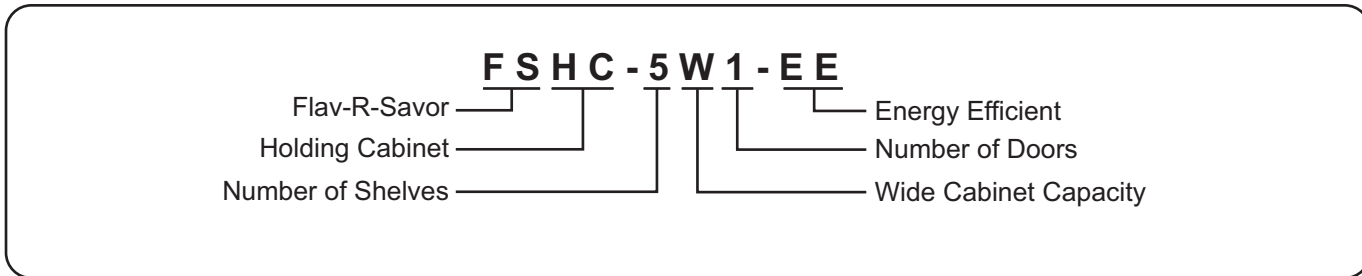 FSHC-5W1-EE
Flav-R-Savor
Energy Efficient
Holding Cabinet
Number of Doors
Number of Shelves
Wide Cabinet Capacity